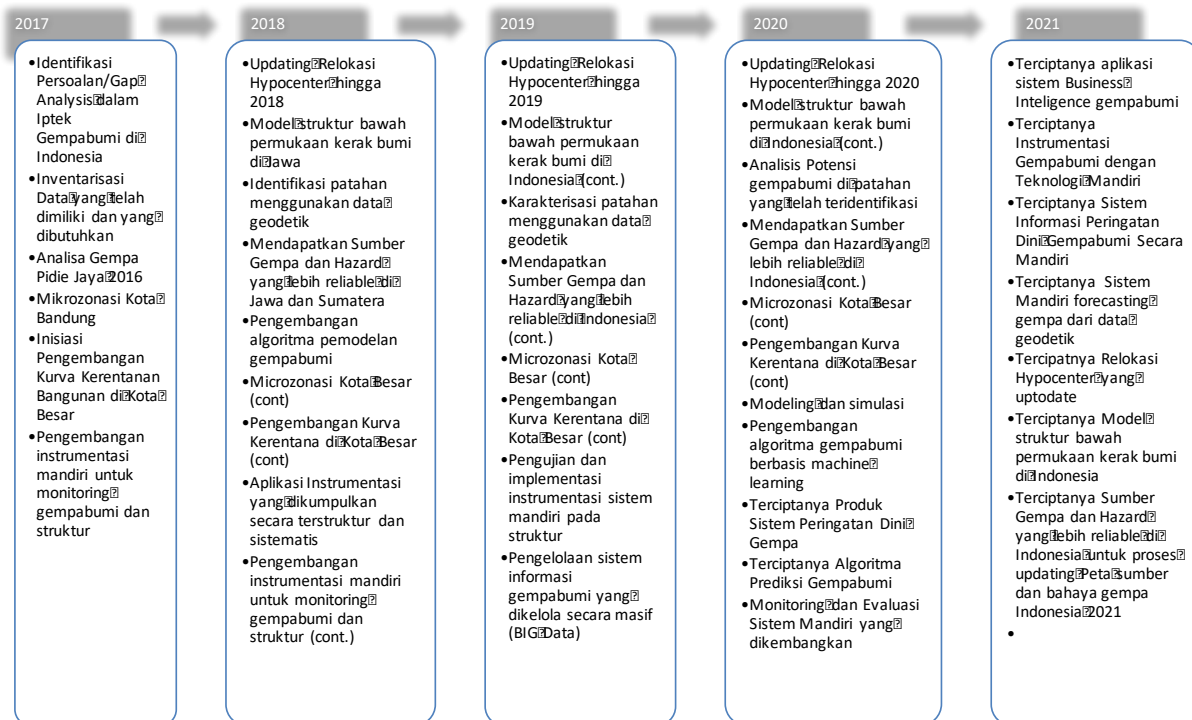 2017
•Identifikasi
Persoalan/Gap
Analysis dalam
Iptek
Gempabumi di
Indonesia
•Inventarisasi
Data yang telah
dimiliki dan yang
dibutuhkan
•Analisa Gempa
Pidie Jaya 2016
•Mikrozonasi Kota
Bandung
•Inisiasi
Pengembangan
Kurva Kerentanan
Bangunan di Kota
Besar
•Pengembangan
instrumentasi
mandiri untuk
monitoring
gempabumi dan
struktur
2018
•Updating Relokasi
Hypocenter hingga
2018
•Model struktur bawah
permukaan kerak bumi
di Jawa
•Identifikasi patahan
menggunakan data
geodetik
•Mendapatkan Sumber
Gempa dan Hazard
yang lebih reliable di
Jawa dan Sumatera
•Pengembangan
algoritma pemodelan
gempabumi
•Microzonasi Kota Besar
(cont)
•Pengembangan Kurva
Kerentana di Kota Besar
(cont)
•Aplikasi Instrumentasi
yang dikumpulkan
secara terstruktur dan
sistematis
•Pengembangan
instrumentasi mandiri
untuk monitoring
gempabumi dan
struktur (cont.)
2019
•Updating Relokasi
Hypocenter hingga
2019
•Model struktur
bawah permukaan
kerak bumi di
Indonesia (cont.)
•Karakterisasi patahan
menggunakan data
geodetik
•Mendapatkan
Sumber Gempa dan
Hazard yang lebih
reliable di Indonesia
(cont.)
•Microzonasi Kota
Besar (cont)
•Pengembangan
Kurva Kerentana di
Kota Besar (cont)
•Pengujian dan
implementasi
instrumentasi sistem
mandiri pada
struktur
•Pengelolaan sistem
informasi
gempabumi yang
dikelola secara masif
(BIG Data)
2020
•Updating Relokasi
Hypocenter hingga 2020
•Model struktur bawah
permukaan kerak bumi
di Indonesia (cont.)
•Analisis Potensi
gempabumi di patahan
yang telah teridentifikasi
•Mendapatkan Sumber
Gempa dan Hazard yang
lebih reliable di
Indonesia (cont.)
•Microzonasi Kota Besar
(cont)
•Pengembangan Kurva
Kerentana di Kota Besar
(cont)
•Modeling dan simulasi
•Pengembangan
algoritma gempabumi
berbasis machine
learning
•Terciptanya Produk
Sistem Peringatan Dini
Gempa
•Terciptanya Algoritma
Prediksi Gempabumi
•Monitoring dan Evaluasi
Sistem Mandiri yang
dikembangkan
2021
•Terciptanya aplikasi
sistem Business
Inteligence gempabumi
•Terciptanya
Instrumentasi
Gempabumi dengan
Teknologi Mandiri
•Terciptanya Sistem
Informasi Peringatan
Dini Gempabumi Secara
Mandiri
•Terciptanya Sistem
Mandiri forecasting
gempa dari data
geodetik
•Tercipatnya Relokasi
Hypocenter yang
uptodate
•Terciptanya Model
struktur bawah
permukaan kerak bumi
di Indonesia
•Terciptanya Sumber
Gempa dan Hazard
yang lebih reliable di
Indonesia untuk proses
updating Peta sumber
dan bahaya gempa
Indonesia 2021
•